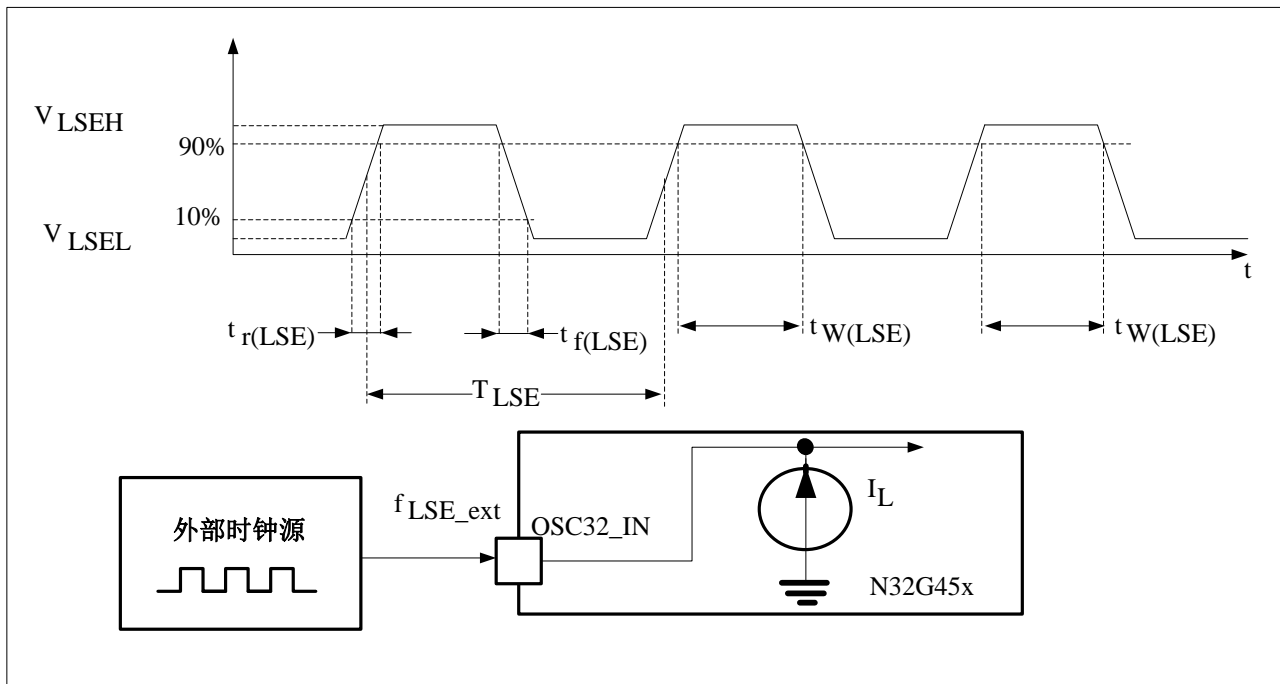 V LSEH
90%
10%
V LSEL
t
t r(LSE)
t f(LSE)
t W(LSE)
t W(LSE)
T LSE
f LSE_ext
OSC32_IN
I L
外部时钟源
N32G45x